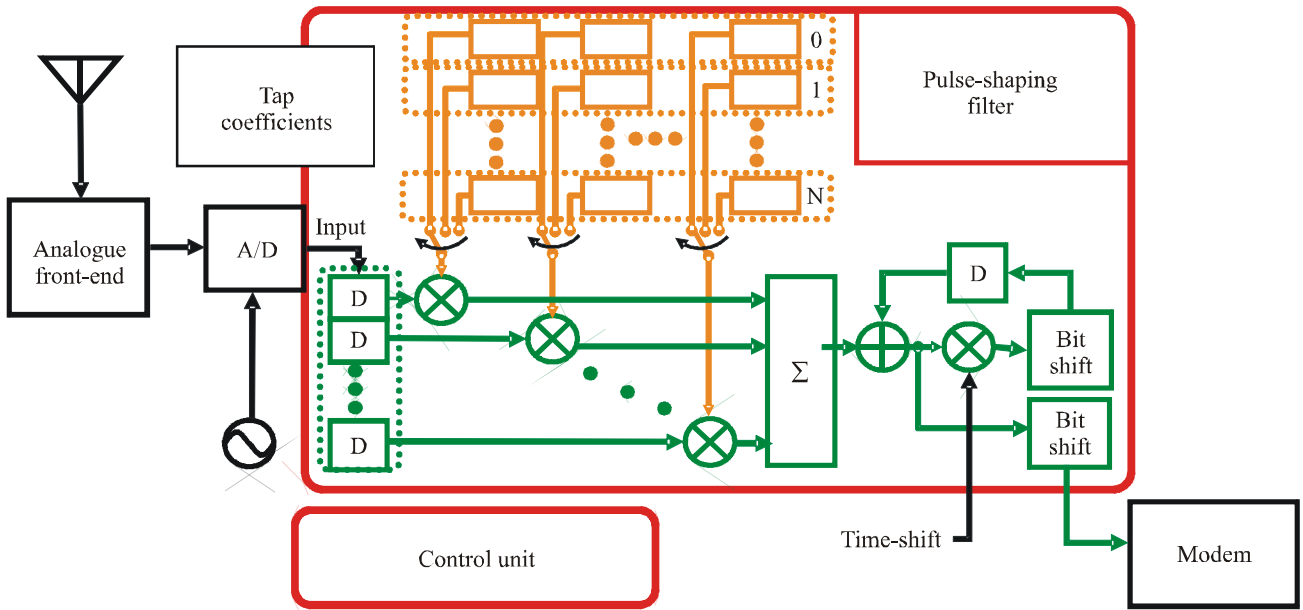 0
Tap
coefficients
1
Pulse-shaping
filter
N
Input
Analogue
front-end
A/D
D
D
D
D
Σ
Bit
shift
Bit
shift
Time-shift
Control unit
Modem